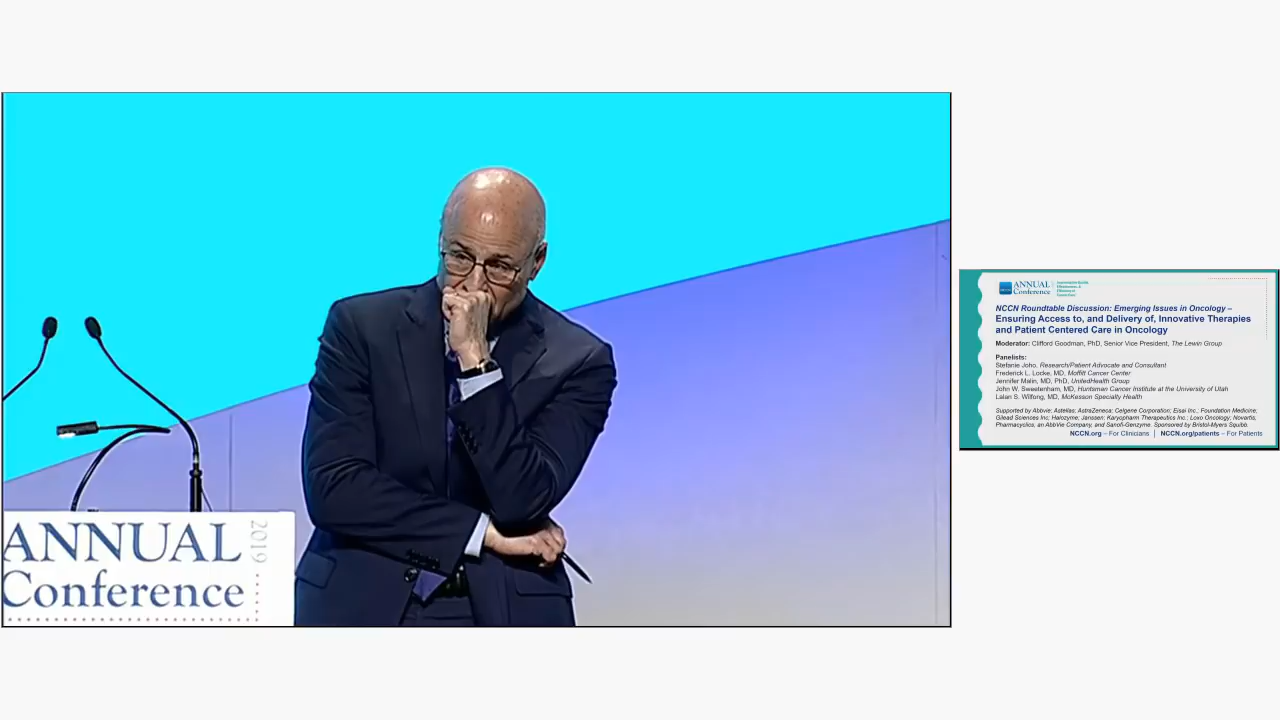 ANNUAL
Conference
2019
ANNUAL
Conference
NCCN Roundtable Discussion: Emerging Issues in Oncology –
Ensuring Access to, and Delivery of, Innovative Therapies
and Patient Centered Care in Oncology
Moderator: Clifford Goodman, PhD, Senior Vice President, The Lewin Group
Panelists:
Stefanie Joho, Research/Patient Advocate and Consultant
Frederick L. Locke, MD, Moffitt Cancer Center
Jennifer Malin, MD, PhD, UnitedHealth Group
John W. Sweetenham, MD, Huntsman Cancer Institute at the University of Utah
Lalan S. Wilfong, MD, McKesson Specialty Health
Supported by Abbvie; Astellas; AstraZeneca; Celgene Corporation; Eisai Inc.; Foundation Medicine;
Gilead Sciences Inc; Halozyme; Janssen; Karyopharm Therapeutics Inc.; Loxo Oncology; Novartis,
Pharmacyclics, an AbbVie Company, and Sanofi-Genzyme. Sponsored by Bristol-Myers Squibb.
NCCN.org – For Clinicians | NCCN.org/patients – For Patients